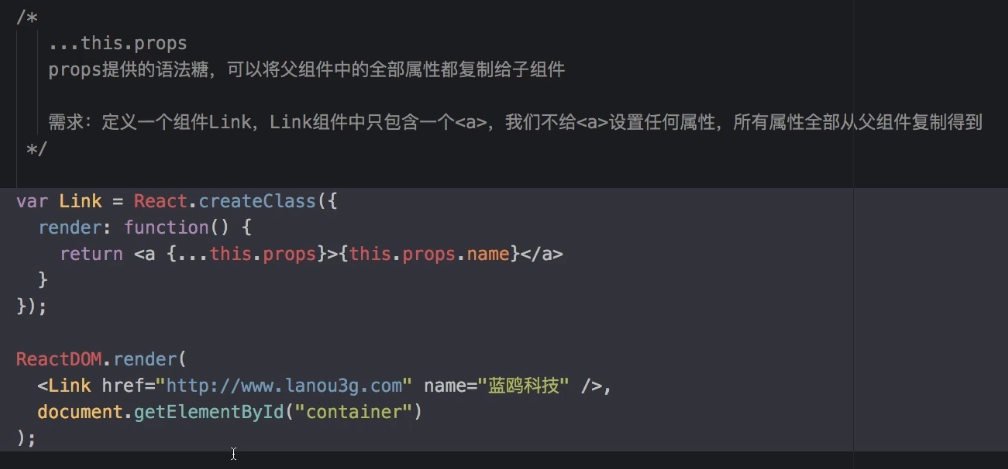 /*
...this.props
props提供的语法糖，可以将父组件中的全部属性都复制给子组件
需求：定义一个组件Link，Link组件中只包含一个<a>，我们不给<a>设置任何属性，所有属性全部从父组件复制得到
*/
var Link = React.createClass({
render: function() {
return <a {...this.props}>{this.props.name}</a>
}
});
ReactDOM.render(
<Link href="http://www.lanou3g.com" name="蓝鸥科技" />,
document.getElementById("container")
);